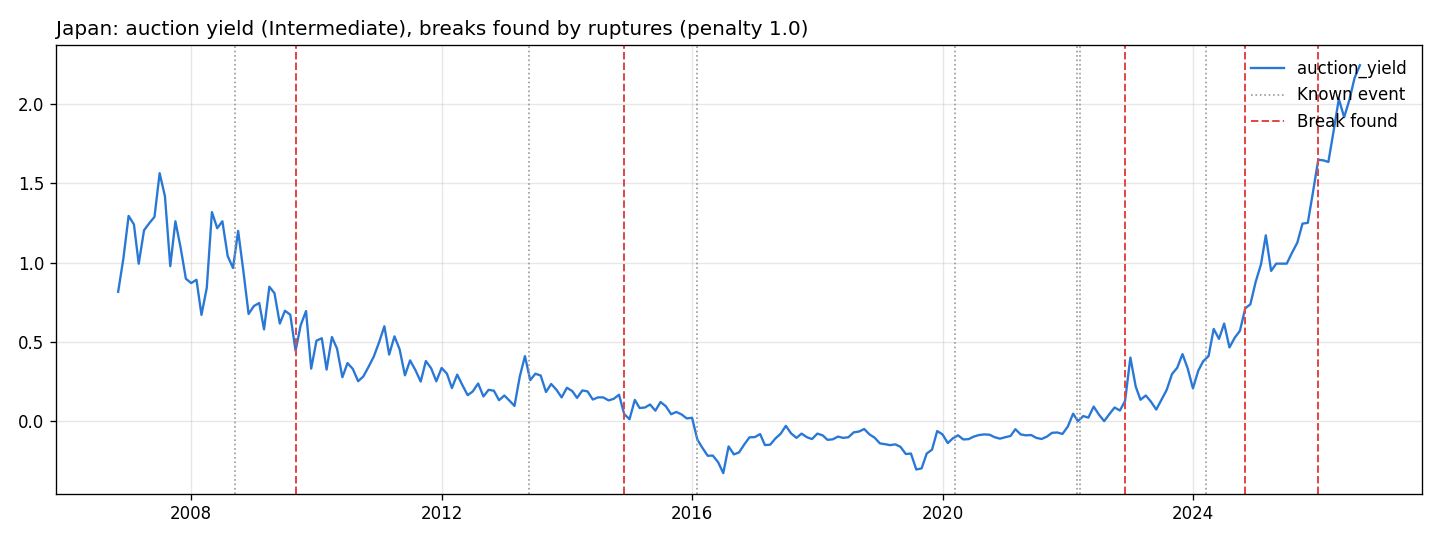 Japan: auction yield (Intermediate), breaks found by ruptures (penalty 1.0)
auction_yield
Known event
Break found
2.0
1.5
1.0
0.5
0.0
2008
2012
2016
2020
2024